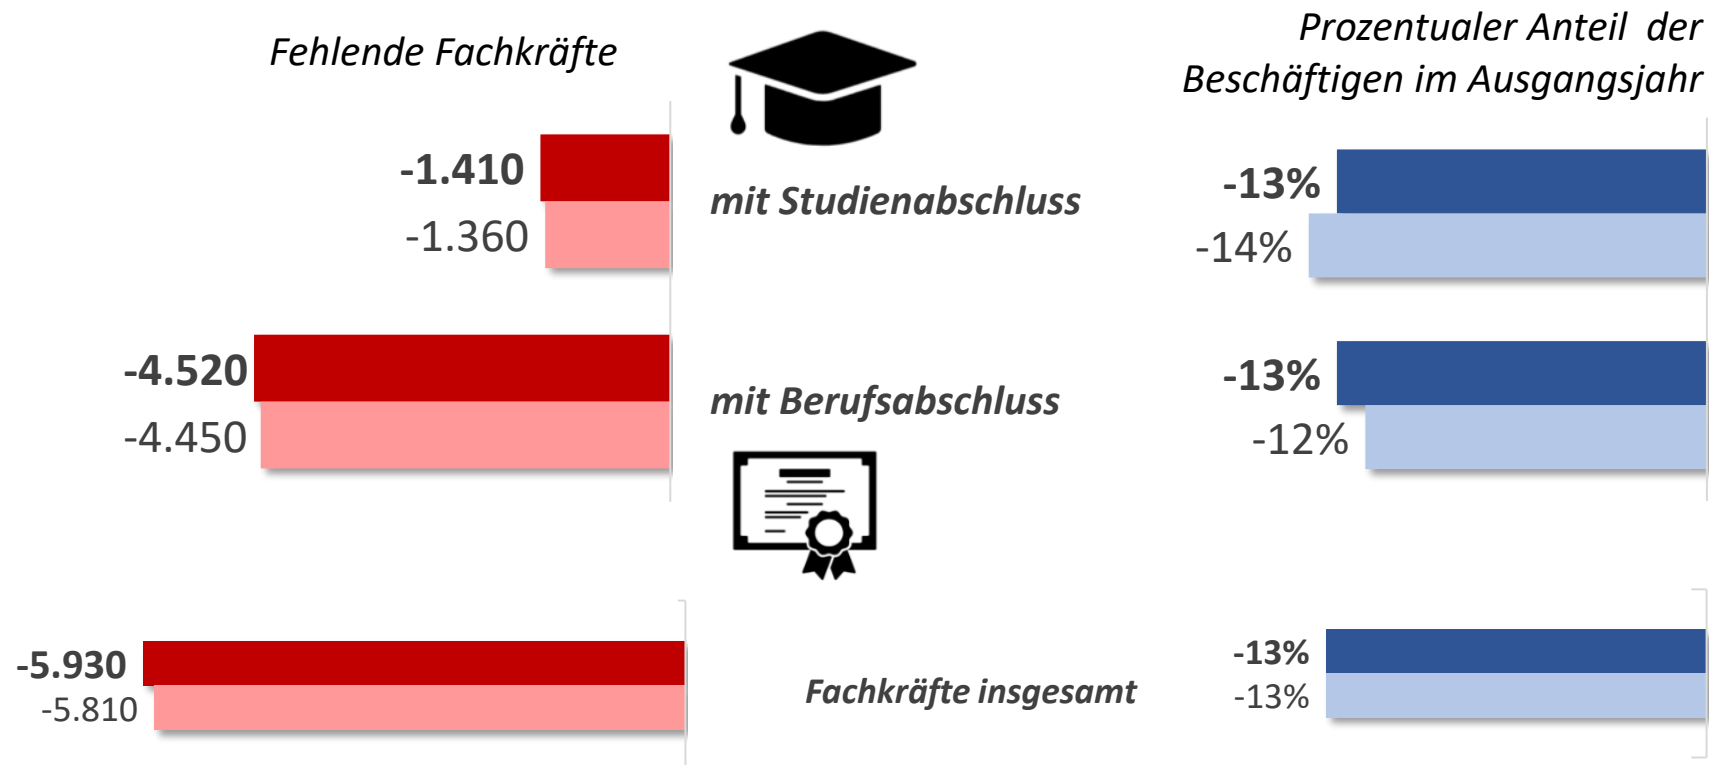 Fehlende Fachkräfte
Prozentualer Anteil der
Beschäftigen im Ausgangsjahr
-1.410
-1.360
mit Studienabschluss
-13%
-14%
-4.520
-4.450
mit Berufsabschluss
-13%
-12%
-5.930
-5.810
Fachkräfte insgesamt
-13%
-13%